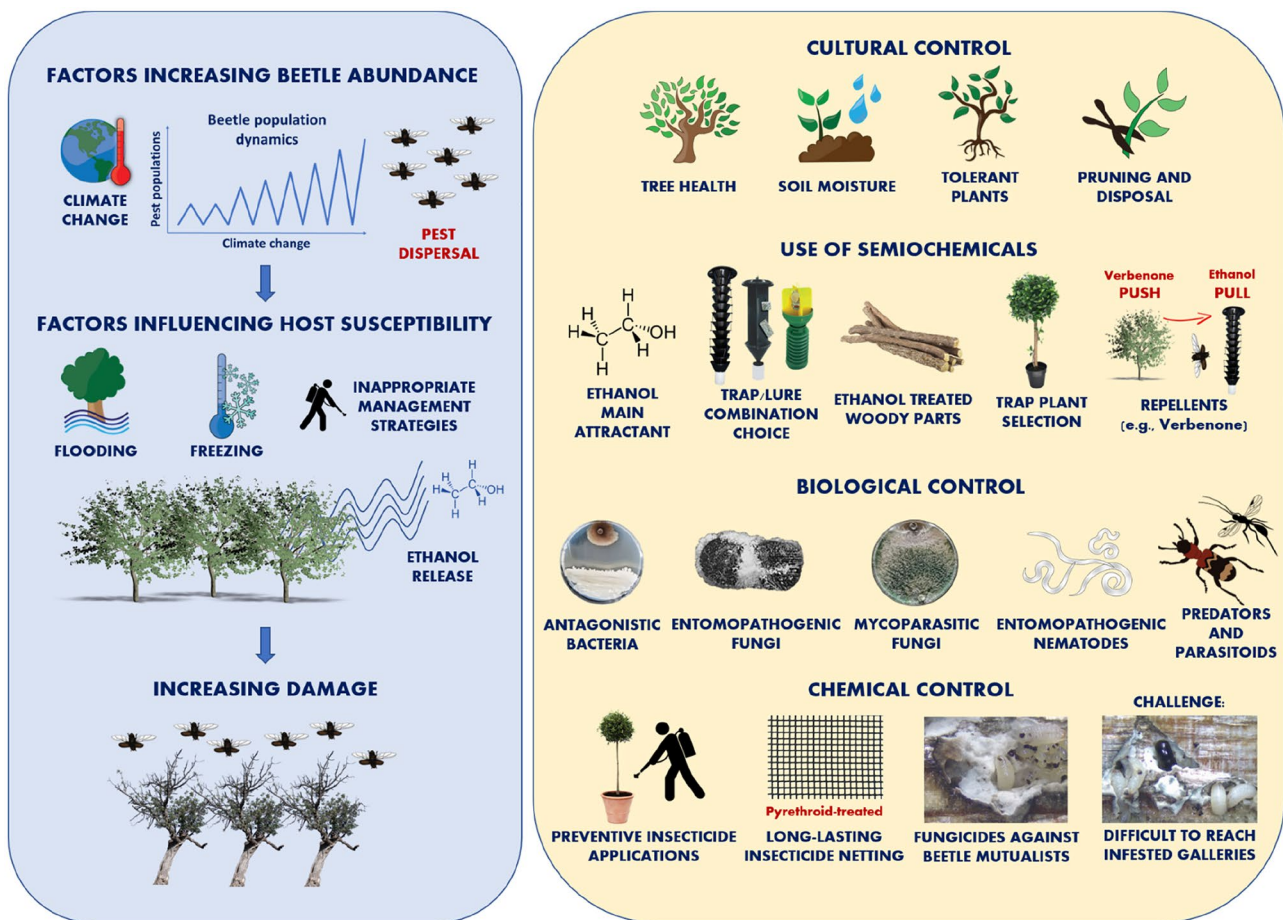 FACTORS INCREASING BEETLE ABUNDANCE
Beetle population
dynamics
Pest populations
Climate change
CLIMATE
CHANGE
PEST
DISPERSAL
FACTORS INFLUENCING HOST SUSCEPTIBILITY
FLOODING
FREEZING
INAPPROPRIATE
MANAGEMENT
STRATEGIES
H
H
C
C
OH
H
H
H
ETHANOL
RELEASE
INCREASING DAMAGE
CULTURAL CONTROL
TREE HEALTH
SOIL MOISTURE
TOLERANT
PLANTS
PRUNING AND
DISPOSAL
USE OF SEMIOCHEMICALS
H
H
C
C
OH
H
H
H
ETHANOL
MAIN
ATTRACTANT
TRAP/LURE
COMBINATION
CHOICE
ETHANOL TREATED
WOODY PARTS
TRAP PLANT
SELECTION
Verbenone
PUSH
Ethanol
PULL
REPELLENTS
(e.g., Verbenone)
BIOLOGICAL CONTROL
ANTAGONISTIC
BACTERIA
ENTOMOPATHOGENIC
FUNGI
MYCOPARASITIC
FUNGI
ENTOMOPATHOGENIC
NEMATODES
PREDATORS
AND
PARASITOIDS
CHEMICAL CONTROL
PREVENTIVE INSECTICIDE
APPLICATIONS
Pyrethroid-treated
LONG-LASTING
INSECTICIDE NETTING
FUNGICIDES AGAINST
BEETLE MUTUALISTS
CHALLENGE:
DIFFICULT TO REACH
INFESTED GALLERIES